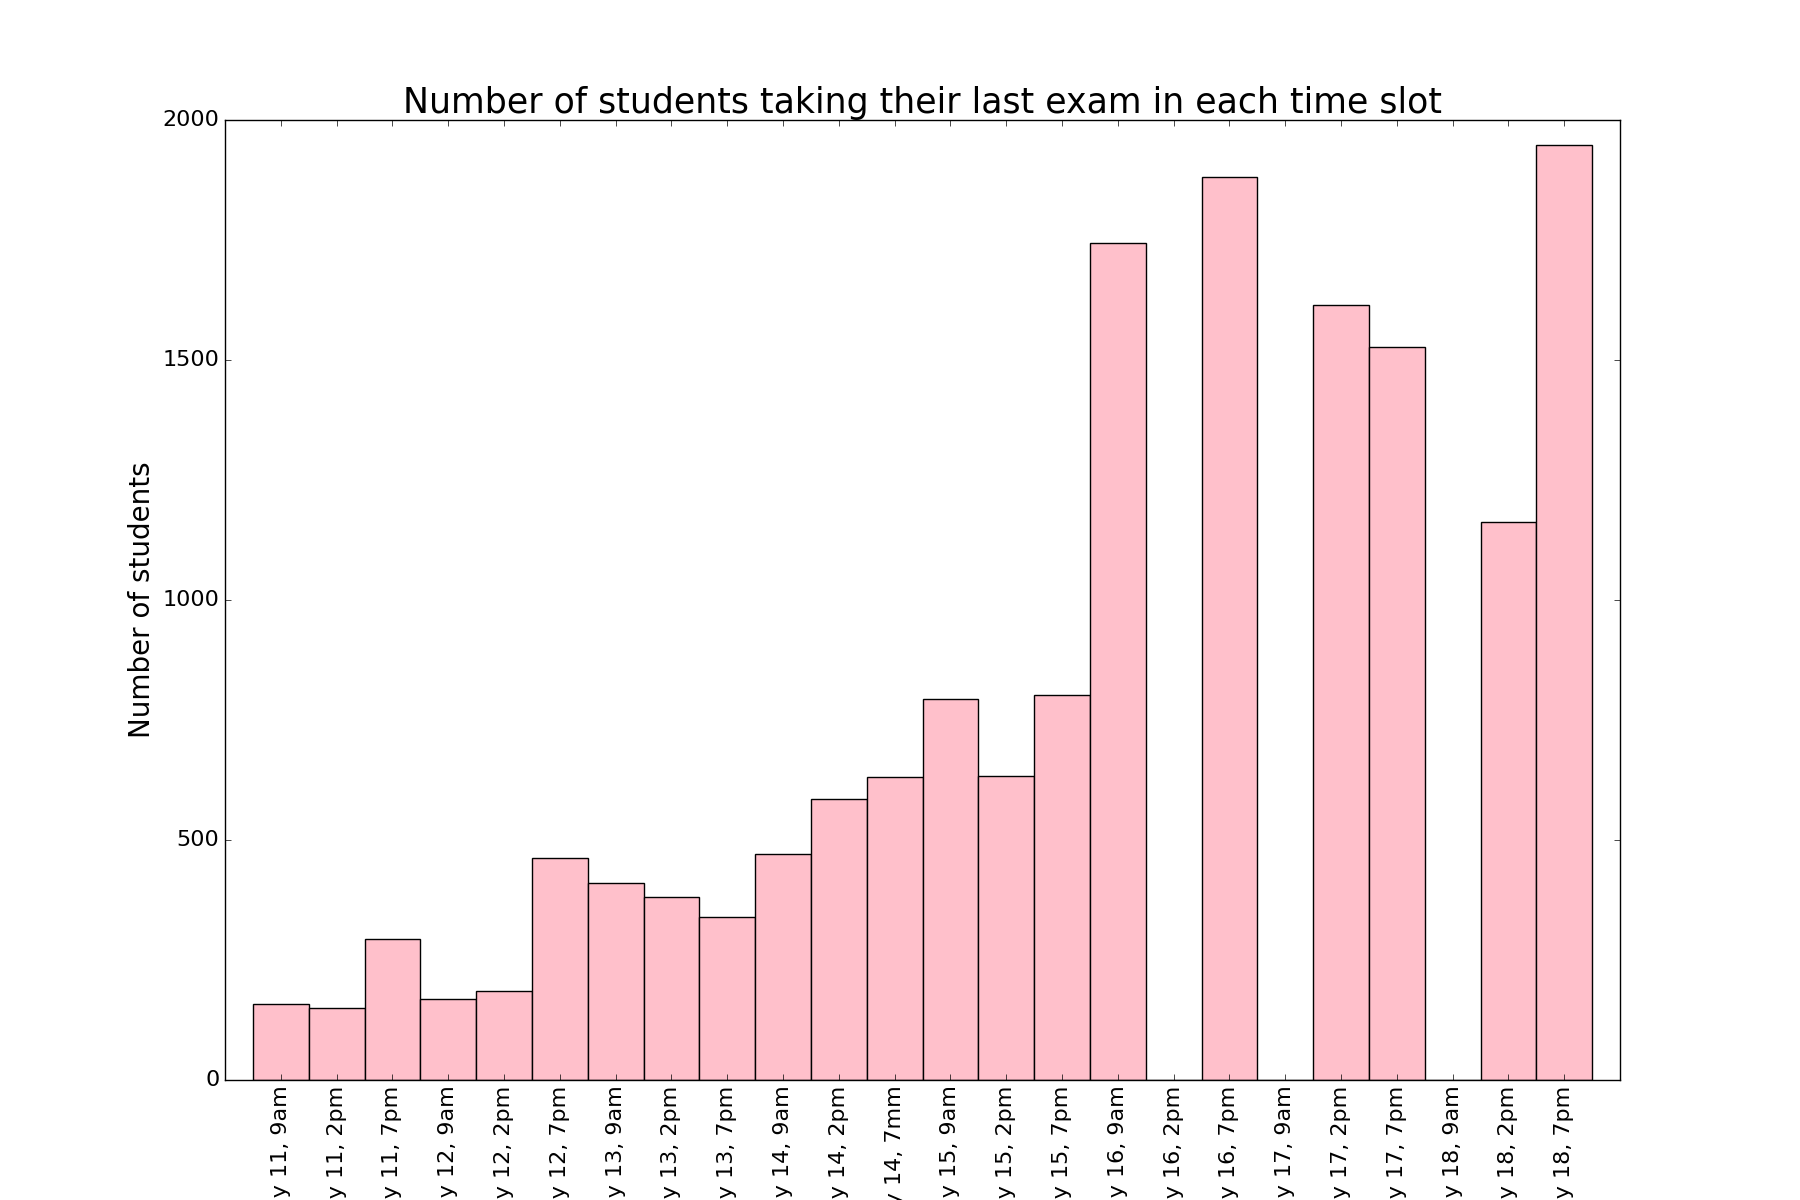 Number of students taking their last exam in each time slot
Number of students
2000
1500
1000
500
0
y 11, 9am
y 11, 2pm
y 11, 7pm
y 12, 9am
y 12, 2pm
y 12, 7pm
y 13, 9am
y 13, 2pm
y 13, 7pm
y 14, 9am
y 14, 2pm
y 14, 7mm
y 15, 9am
y 15, 2pm
y 15, 7pm
y 16, 9am
y 16, 2pm
y 16, 7pm
y 17, 9am
y 17, 2pm
y 17, 7pm
y 18, 9am
y 18, 2pm
y 18, 7pm